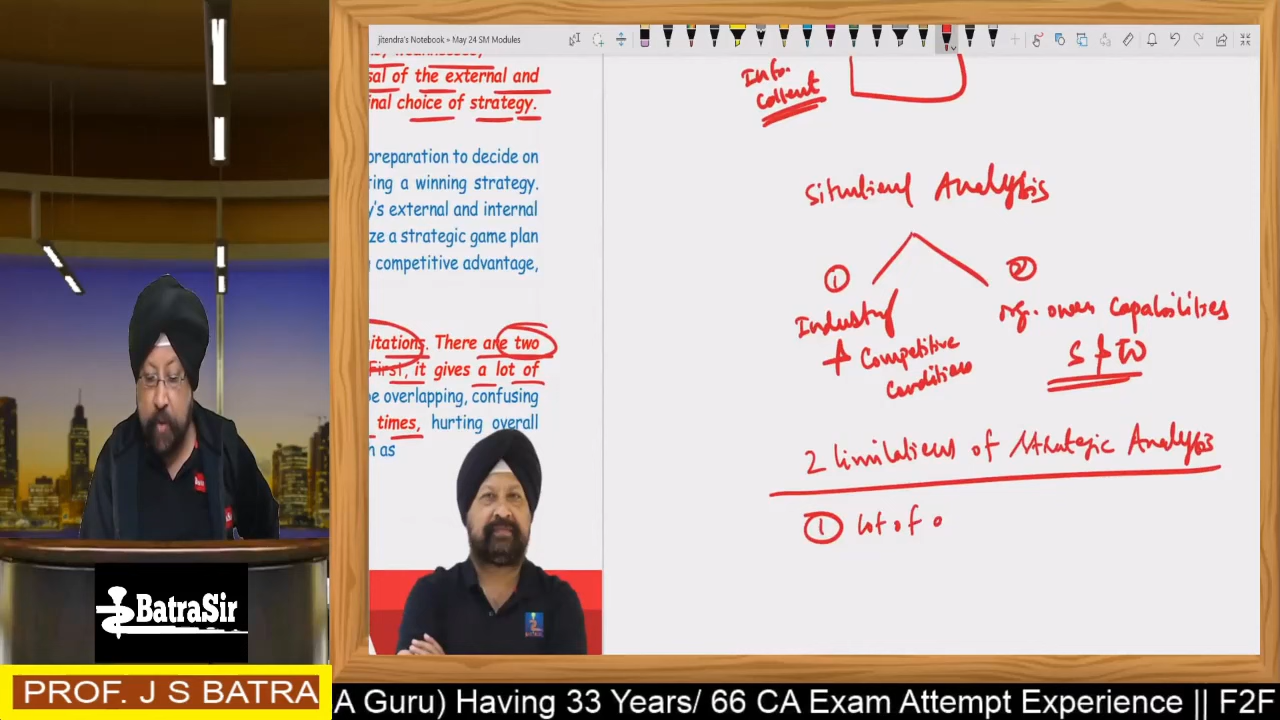 jitendra's Notebook » May 24 SM Modules
sal of the external and
inal choice of strategy.
preparation to decide on
ting a winning strategy.
y's external and internal
ze a strategic game plan
competitive advantage,
itations. There are two
First, it gives a lot of
be overlapping, confusing
times, hurting overall
as
Info.
Collect
Situational Analysis
①
②
Industry
+ Competitive
Conditions
org. own capabilities
S & W
2 limitations of Strategic Analysis
① lot of o
BatraSir
PROF. J S BATRA
A Guru) Having 33 Years/ 66 CA Exam Attempt Experience || F2F